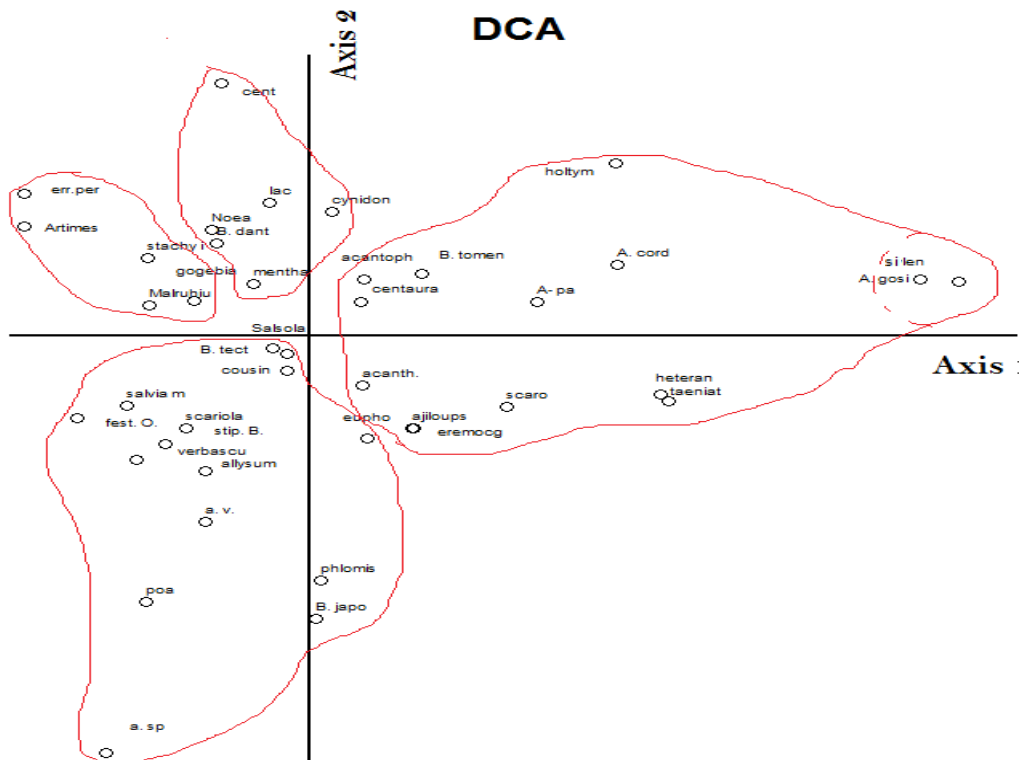 DCA
Axis 2
cent
holtym
err.per
lac
cynidon
Artimes
Noea
B. dant
stachy i
acantoph
B. tomen
A. cord
si len
gogebia
mentha
centaura
A- pa
A. gosi
Malrubiu
Salsola
B. tect
cousin
Axis 1
acanth.
heteran
taeniat
salvia m
scaro
fest. O.
scariola
eupho
ajiloups
stip. B.
eremocg
verbascu
allysum
a. v.
phlomis
poa
B. japo
a. sp